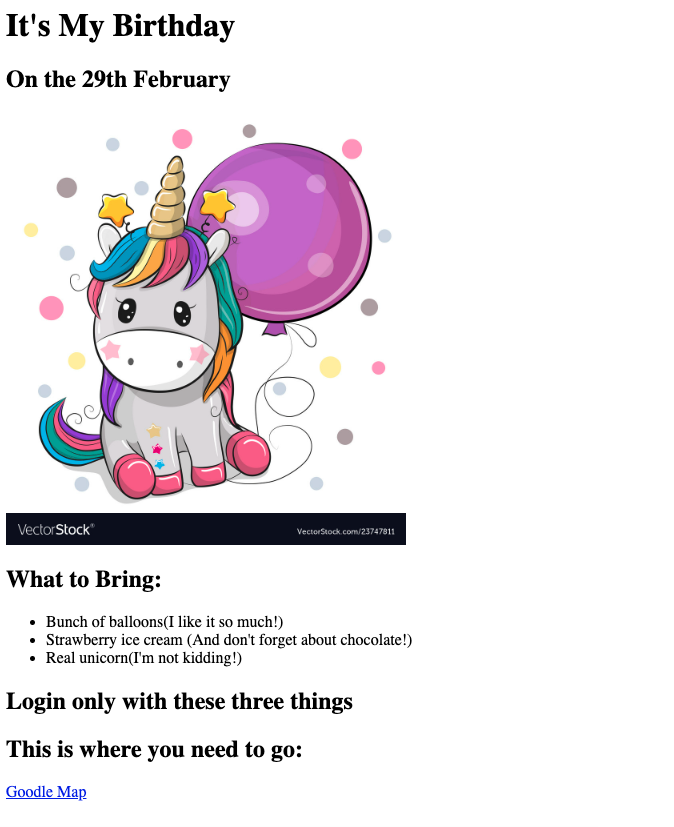 It's My Birthday
On the 29th February
VectorStock®
VectorStock.com/23747811
What to Bring:
Bunch of balloons(I like it so much!)
Strawberry ice cream (And don't forget about chocolate!)
Real unicorn(I'm not kidding!)
Login only with these three things
This is where you need to go:
Goodle Map